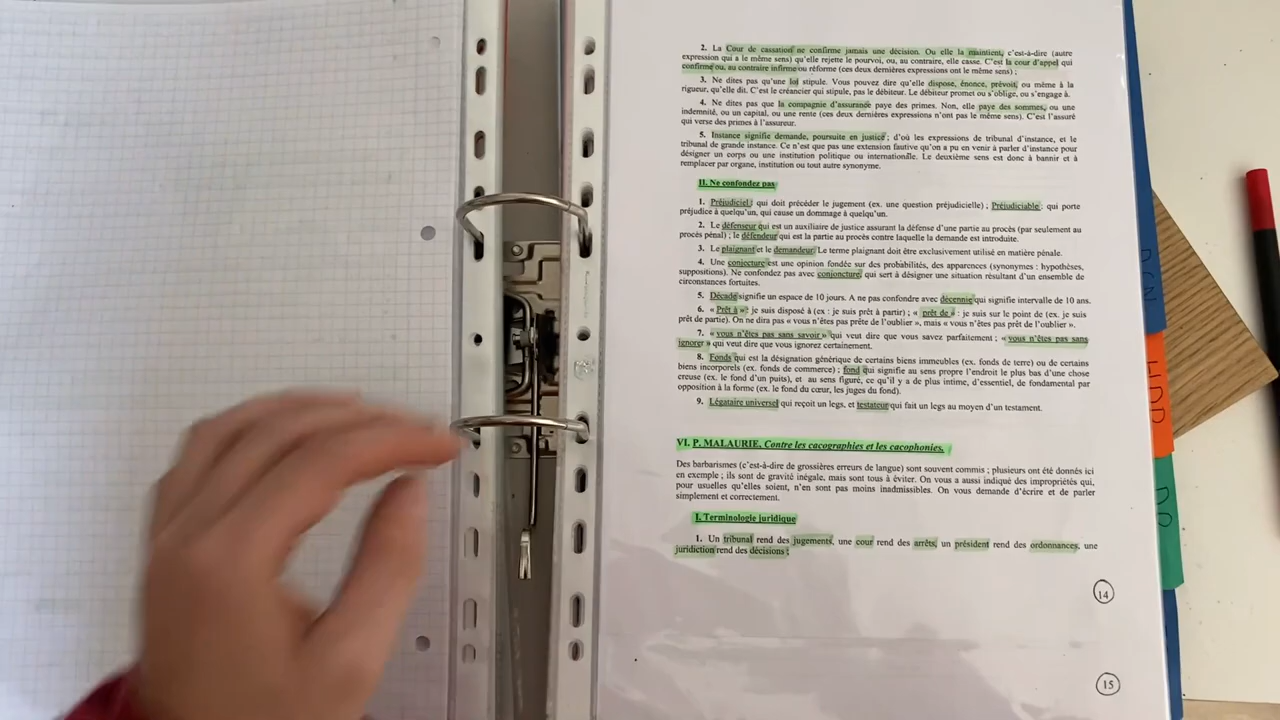 2. La Cour de cassation ne confirme jamais une décision. Ou elle la maintient, c'est-à-dire (autre
expression qui a le même sens) qu'elle rejette le pourvoi, ou, au contraire, elle casse. C'est la cour d'appel qui
confirme ou, au contraire infirme ou réforme (ces deux dernières expressions ont le même sens) ;
3. Ne dites pas qu'une loi stipule. Vous pouvez dire qu'elle dispose, énonce, prévoit, ou même à la
rigueur, qu'elle dit. C'est le créancier qui stipule, pas le débiteur. Le débiteur promet ou s'oblige, ou s'engage à.
4. Ne dites pas que la compagnie d'assurance paye des primes. Non, elle paye des sommes, ou une
indemnité, ou un capital, ou une rente (ces deux dernières expressions n'ont pas le même sens). C'est l'assuré
qui verse des primes à l'assureur.
5. Instance signifie demande, poursuite en justice ; d'où les expressions de tribunal d'instance, et le
tribunal de grande instance. Ce n'est que pas une extension fautive qu'on a pu en venir à parler d'instance pour
désigner un corps ou une institution politique ou internationale. Le deuxième sens est donc à bannir et à
remplacer par organe, institution ou tout autre synonyme.
II. Ne confondez pas
1. Préjudiciel : qui doit précéder le jugement (ex. une question préjudicielle) ; Préjudiciable : qui porte
préjudice à quelqu'un, qui cause un dommage à quelqu'un.
2. Le défenseur qui est un auxiliaire de justice assurant la défense d'une partie au procès (par seulement au
procès pénal) ; le défendeur qui est la partie au procès contre laquelle la demande est introduite.
3. Le plaignant et le demandeur. Le terme plaignant doit être exclusivement utilisé en matière pénale.
4. Une conjecture est une opinion fondée sur des probabilités, des apparences (synonymes : hypothèses,
suppositions). Ne confondez pas avec conjoncture, qui sert à désigner une situation résultant d'un ensemble de
circonstances fortuites.
5. Décade signifie un espace de 10 jours. A ne pas confondre avec décennie qui signifie intervalle de 10 ans.
6. « Prêt à » : je suis disposé à (ex : je suis prêt à partir) ; « prêt de » : je suis sur le point de (ex. je suis
prêt de partie). On ne dira pas « vous n'êtes pas prête de l'oublier », mais « vous n'êtes pas prêt de l'oublier ».
7. « vous n'êtes pas sans savoir » qui veut dire que vous savez parfaitement ; « vous n'êtes pas sans
ignorer » qui veut dire que vous ignorez certainement.
8. Fonds qui est la désignation générique de certains biens immeubles (ex. fonds de terre) ou de certains
biens incorporels (ex. fonds de commerce) ; fond qui signifie au sens propre l'endroit le plus bas d'une chose
creuse (ex. le fond d'un puits), et au sens figuré, ce qu'il y a de plus intime, d'essentiel, de fondamental par
opposition à la forme (ex. le fond du cœur, les juges du fond).
9. Légataire universel qui reçoit un legs, et testateur qui fait un legs au moyen d'un testament.
VI. P. MALAURIE, Contre les cacographies et les cacophonies.
Des barbarismes (c'est-à-dire de grossières erreurs de langue) sont souvent commis ; plusieurs ont été donnés ici
en exemple ; ils sont de gravité inégale, mais sont tous à éviter. On vous a aussi indiqué des impropriétés qui,
pour usuelles qu'elles soient, n'en sont pas moins inadmissibles. On vous demande d'écrire et de parler
simplement et correctement.
I. Terminologie juridique
1. Un tribunal rend des jugements, une cour rend des arrêts, un président rend des ordonnances, une
juridiction rend des décisions ;
14
15
HDD